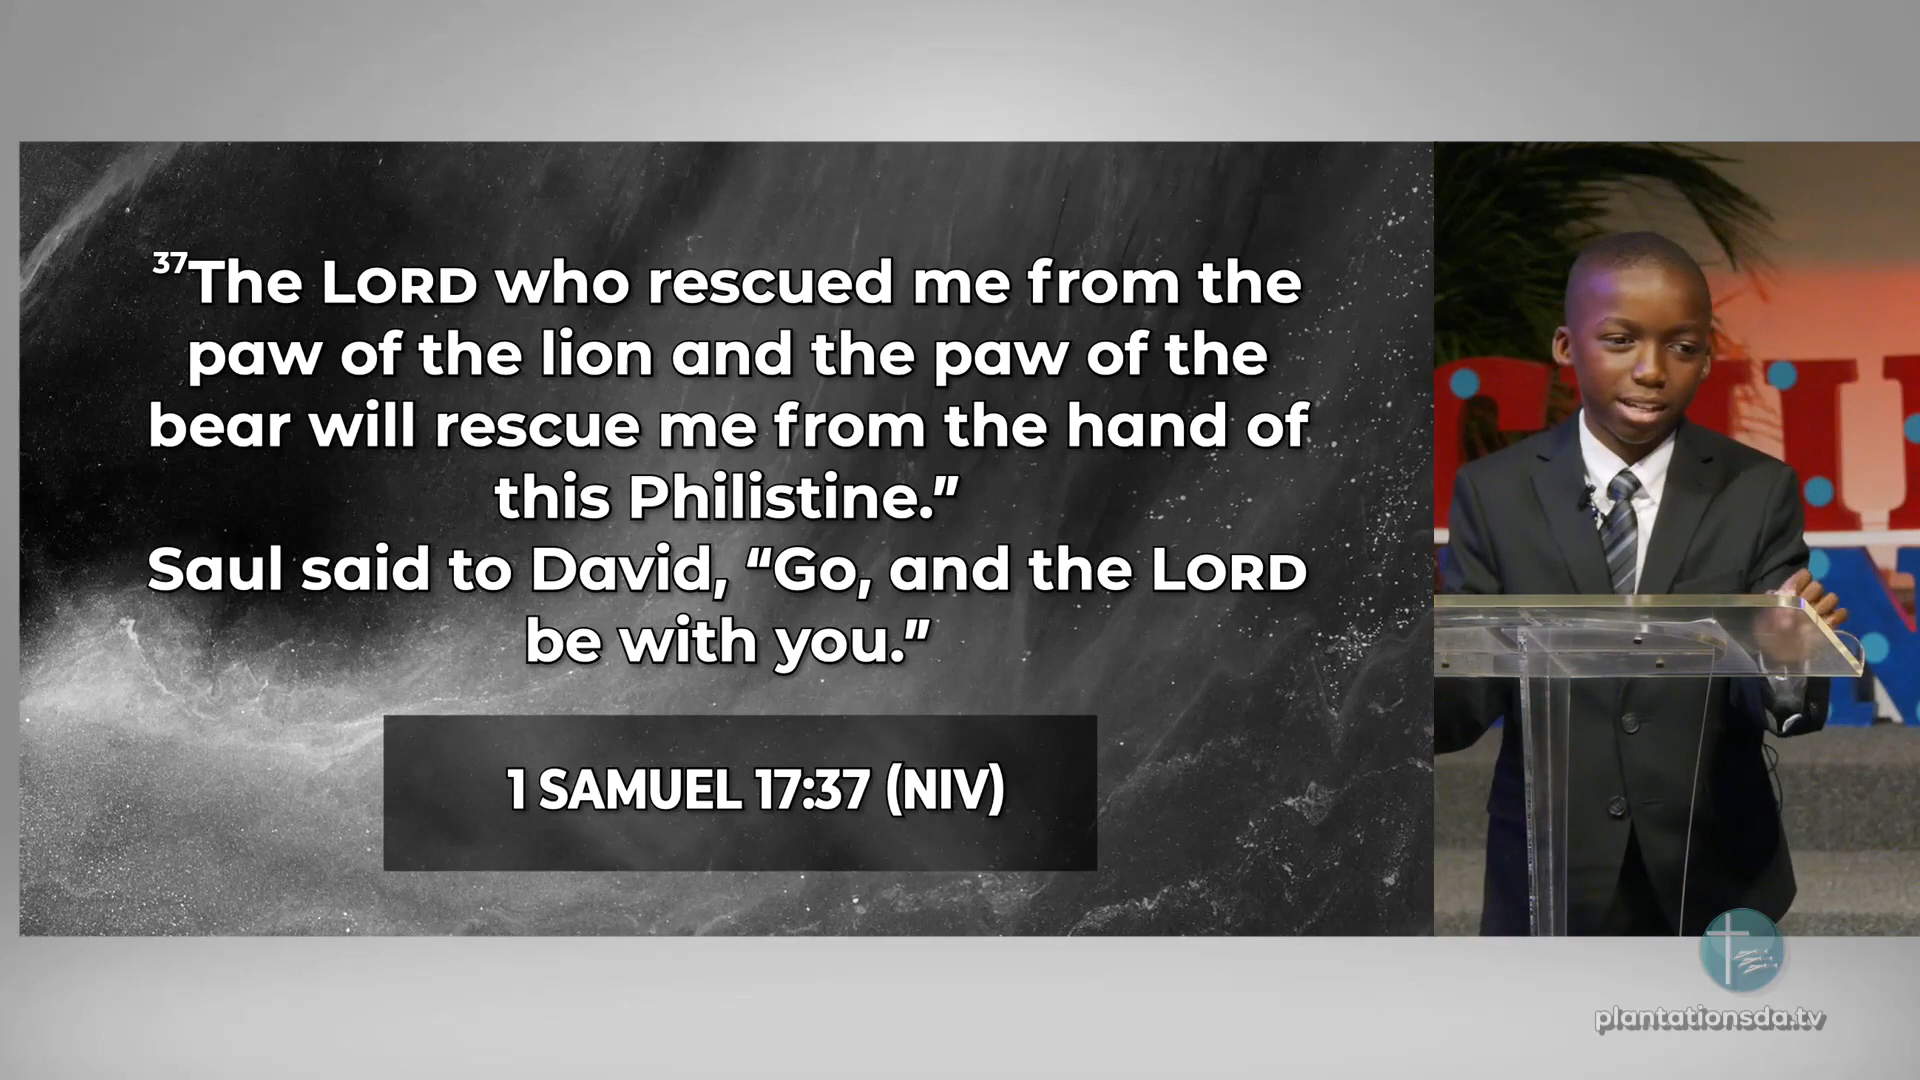 ³⁷The LORD who rescued me from the
paw of the lion and the paw of the
bear will rescue me from the hand of
this Philistine.”
Saul said to David, “Go, and the LORD
be with you.”
1 SAMUEL 17:37 (NIV)
plantationsda.tv